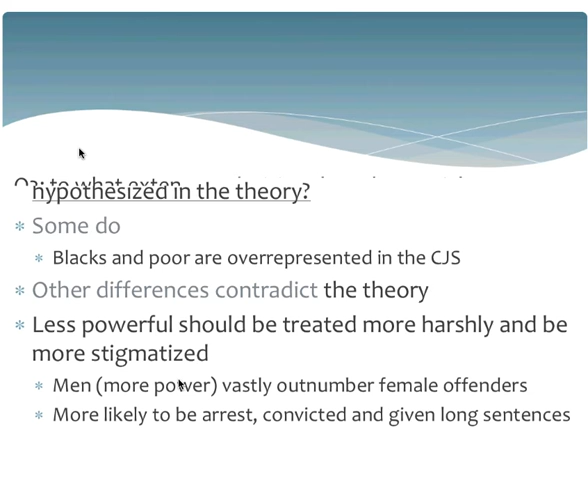 hypothesized in the theory?
Some do
Blacks and poor are overrepresented in the CJS
Other differences contradict the theory
Less powerful should be treated more harshly and be
more stigmatized
Men (more power) vastly outnumber female offenders
More likely to be arrest, convicted and given long sentences